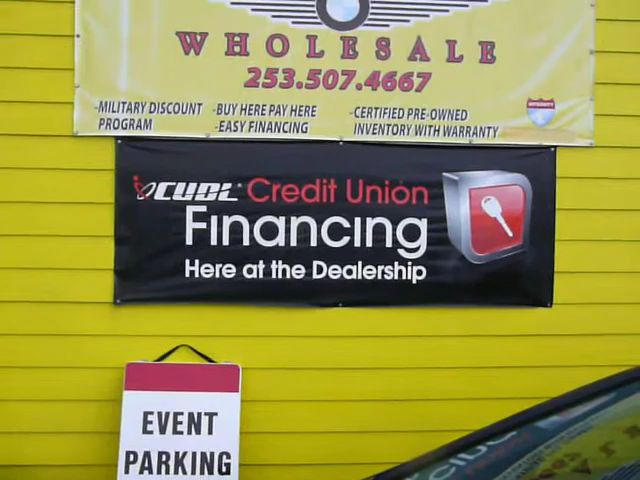 WHOLESALE
253.507.4667
-MILITARY DISCOUNT PROGRAM
-BUY HERE PAY HERE
-EASY FINANCING
-CERTIFIED PRE-OWNED
INVENTORY WITH WARRANTY
CUDL Credit Union
Financing
Here at the Dealership
EVENT
PARKING